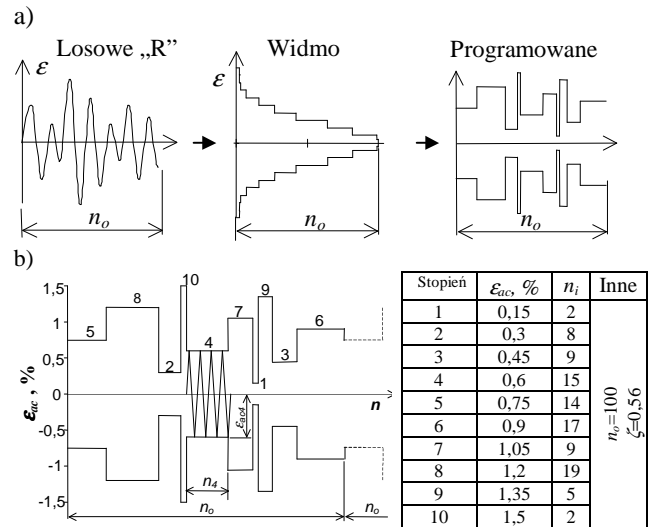 a)
Losowe „R”
Widmo
Programowane
ε
ε
n_o
n_o
n_o
b)
1,5
1
0,5
0
-0,5
-1
-1,5
ε_ac , %
5
8
2
10
4
7
1
9
3
6
n
ε_ac4
n_4
n_o
n_o
Stopień ε_ac, % n_i Inne
1 0,15 2
2 0,3 8
3 0,45 9
4 0,6 15
5 0,75 14
6 0,9 17
7 1,05 9
8 1,2 19
9 1,35 5
10 1,5 2
n_o=100
ζ=0,56